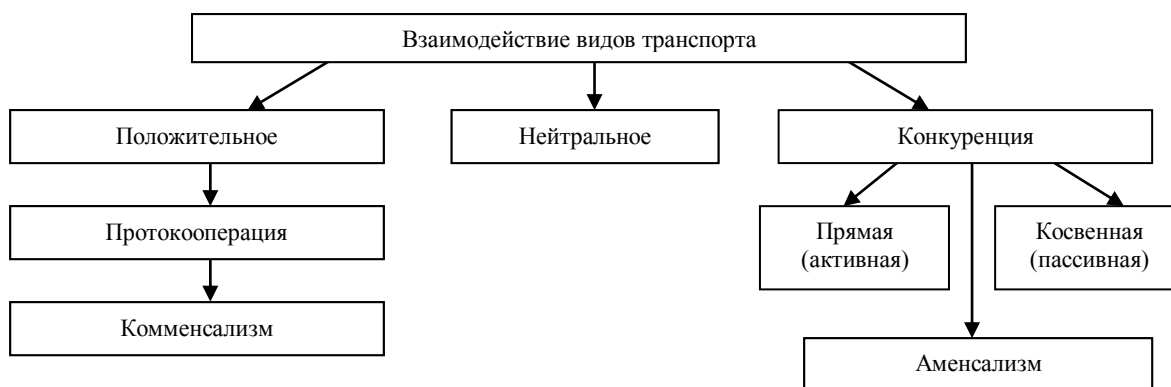 Взаимодействие видов транспорта
Положительное
Нейтральное
Конкуренция
Протокооперация
Прямая
(активная)
Косвенная
(пассивная)
Комменсализм
Аменсализм